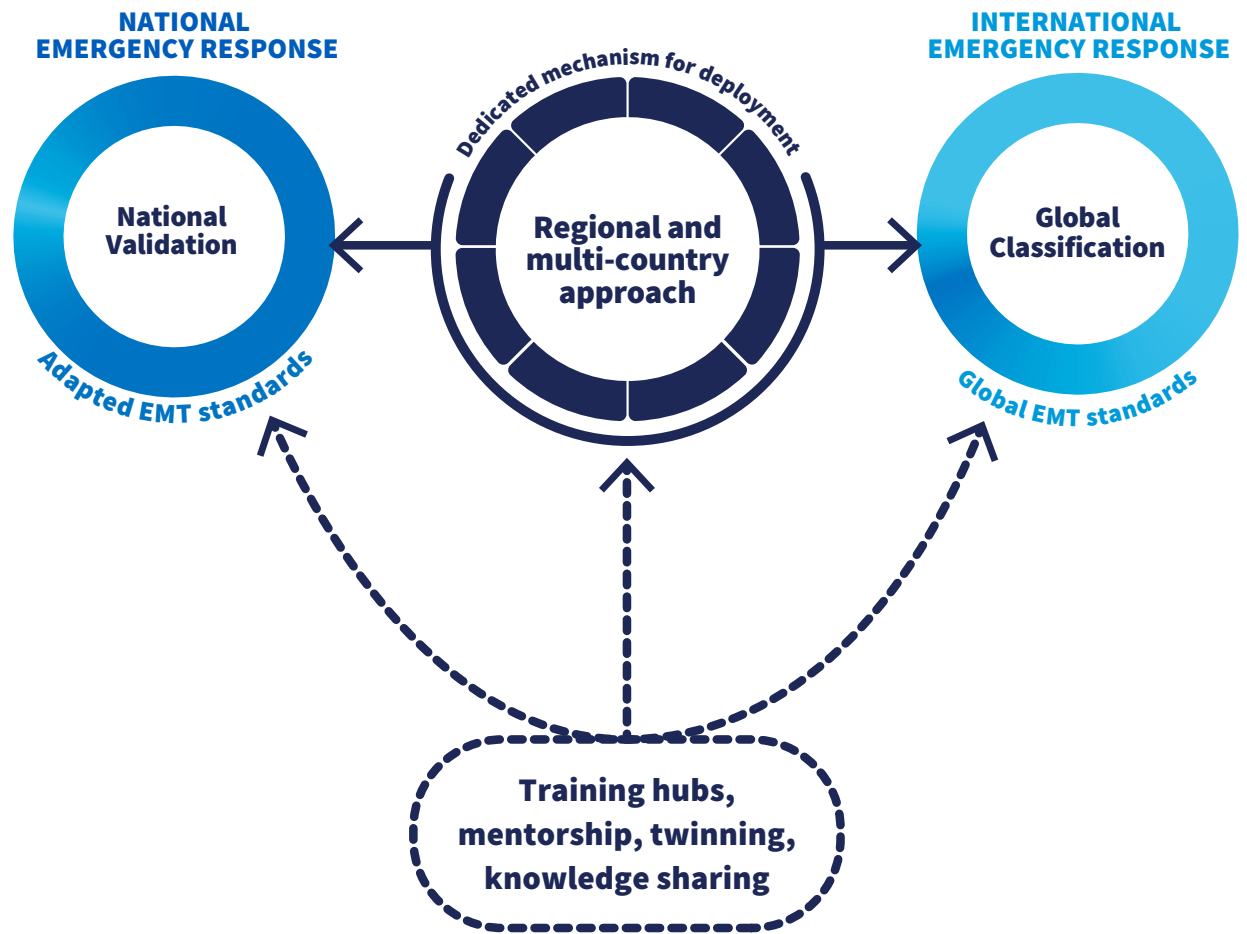 NATIONAL
EMERGENCY RESPONSE
National
Validation
Adapted EMT standards
Dedicated mechanism for deployment
Regional and
multi-country
approach
INTERNATIONAL
EMERGENCY RESPONSE
Global
Classification
Global EMT standards
Training hubs,
mentorship, twinning,
knowledge sharing